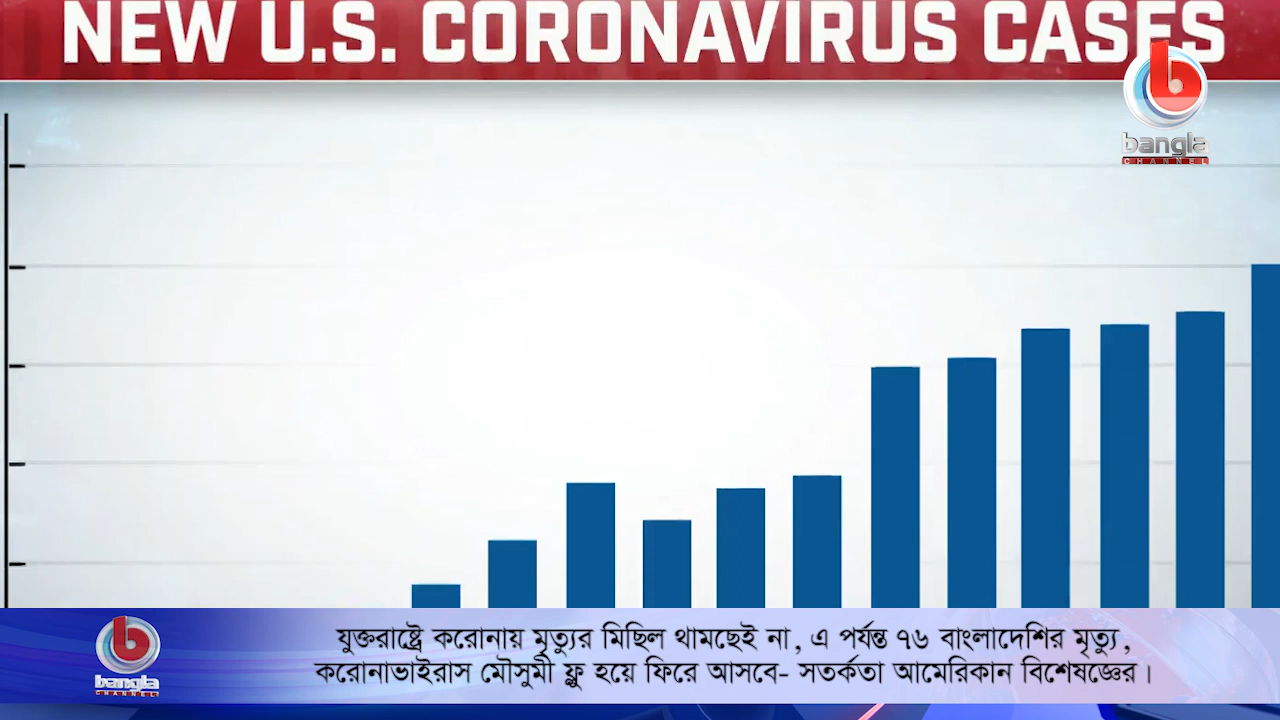 NEW U.S. CORONAVIRUS CASES
bangla
CHANNEL
bangla
CHANNEL
যুক্তরাষ্ট্রে করোনায় মৃত্যুর মিছিল থামছেই না, এ পর্যন্ত ৭৬ বাংলাদেশির মৃত্যু,
করোনাভাইরাস মৌসুমী ফ্লু হয়ে ফিরে আসবে- সতর্কতা আমেরিকান বিশেষজ্ঞের।